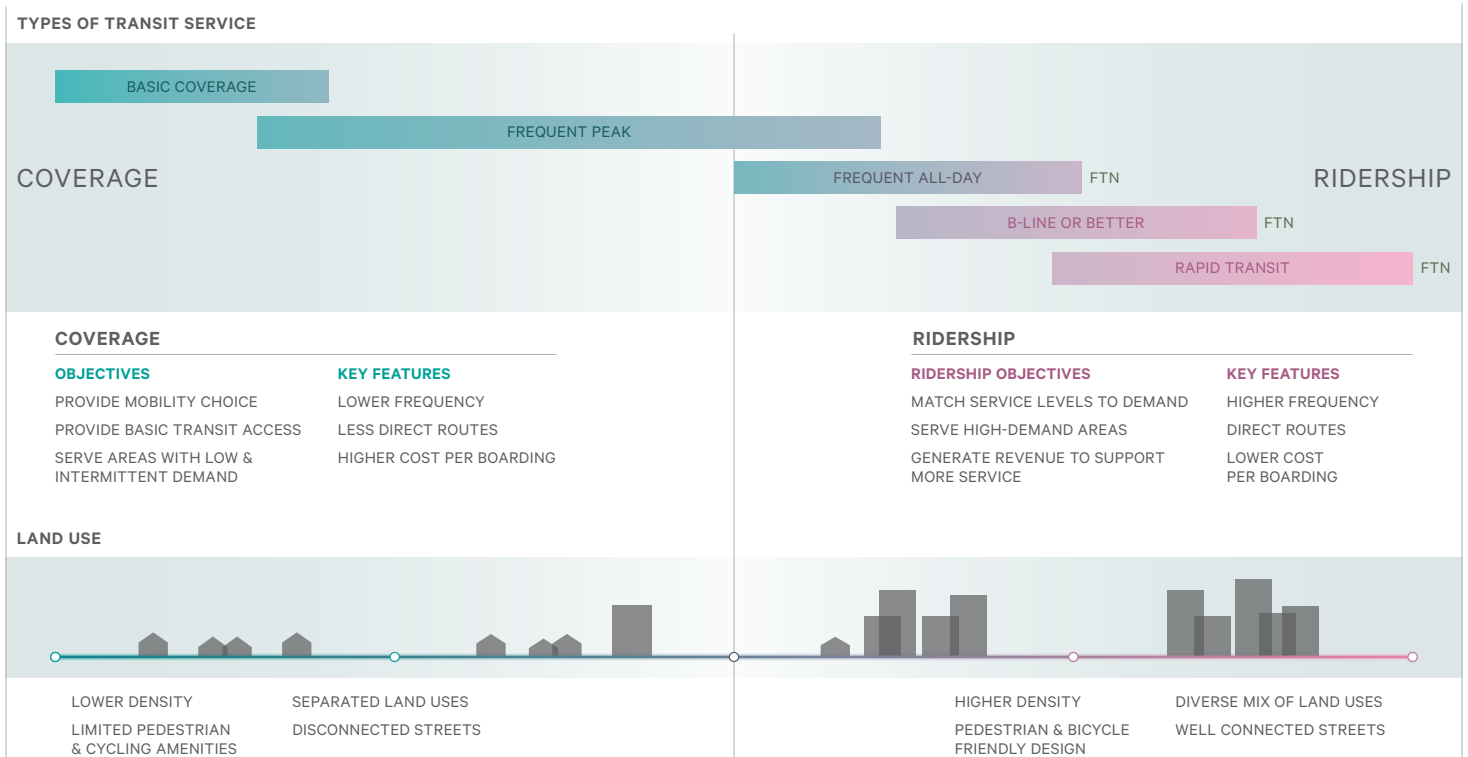 TYPES OF TRANSIT SERVICE
BASIC COVERAGE
FREQUENT PEAK
COVERAGE
FREQUENT ALL-DAY
FTN
RIDERSHIP
B-LINE OR BETTER
FTN
RAPID TRANSIT
FTN
COVERAGE
OBJECTIVES
PROVIDE MOBILITY CHOICE
PROVIDE BASIC TRANSIT ACCESS
SERVE AREAS WITH LOW &
INTERMITTENT DEMAND
KEY FEATURES
LOWER FREQUENCY
LESS DIRECT ROUTES
HIGHER COST PER BOARDING
RIDERSHIP
RIDERSHIP OBJECTIVES
MATCH SERVICE LEVELS TO DEMAND
SERVE HIGH-DEMAND AREAS
GENERATE REVENUE TO SUPPORT
MORE SERVICE
KEY FEATURES
HIGHER FREQUENCY
DIRECT ROUTES
LOWER COST
PER BOARDING
LAND USE
LOWER DENSITY
LIMITED PEDESTRIAN
& CYCLING AMENITIES
SEPARATED LAND USES
DISCONNECTED STREETS
HIGHER DENSITY
PEDESTRIAN & BICYCLE
FRIENDLY DESIGN
DIVERSE MIX OF LAND USES
WELL CONNECTED STREETS